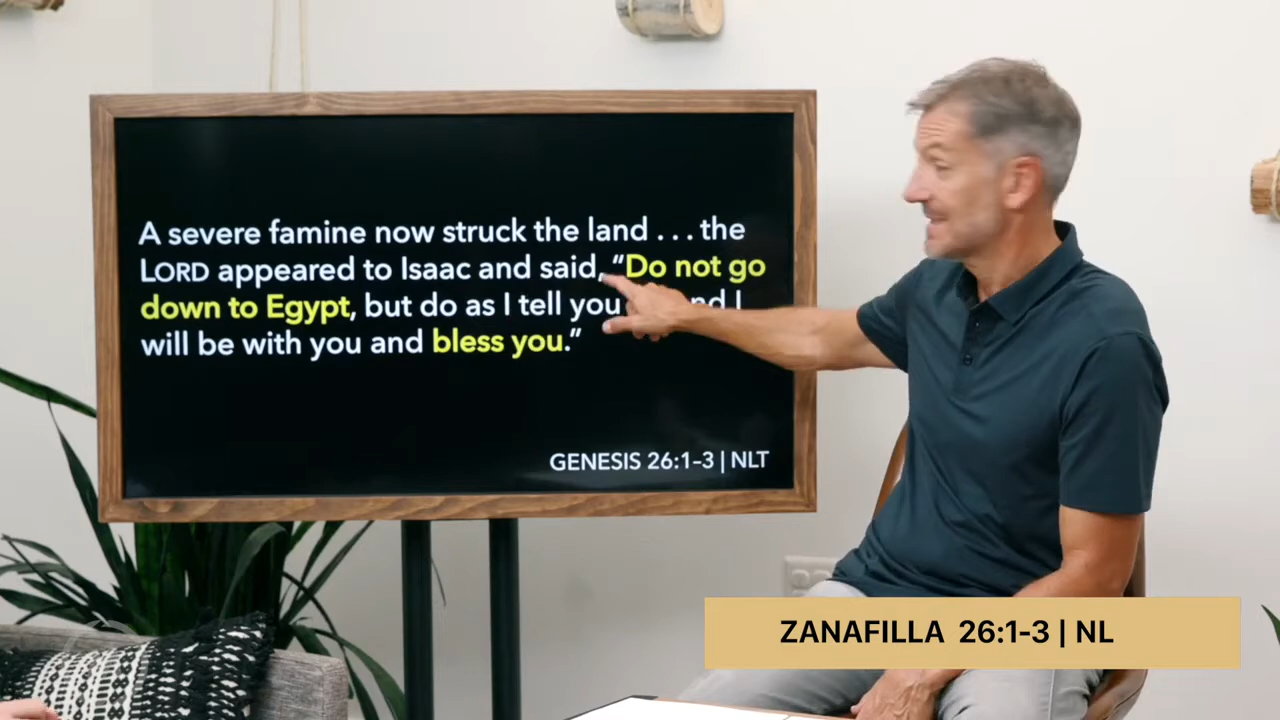 A severe famine now struck the land . . . the
LORD appeared to Isaac and said, “Do not go
down to Egypt, but do as I tell you nd I
will be with you and bless you.”
GENESIS 26:1-3 | NLT
ZANAFILLA 26:1-3 | NL